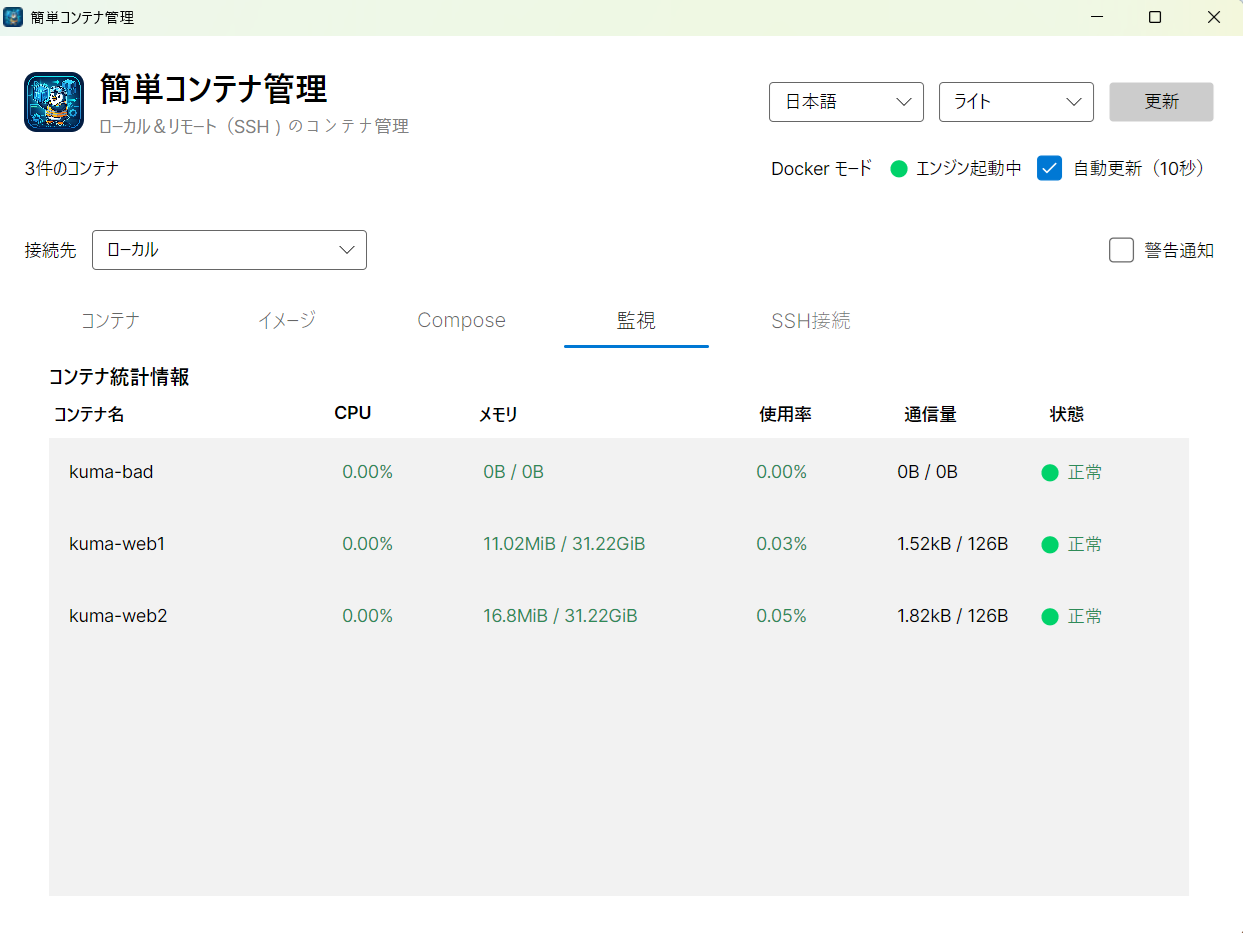 簡単コンテナ管理
簡単コンテナ管理
ローカル＆リモート（SSH）のコンテナ管理
日本語
ライト
更新
3件のコンテナ
Docker モード
エンジン起動中
自動更新（10秒）
接続先
ローカル
警告通知
コンテナ
イメージ
Compose
監視
SSH接続
コンテナ統計情報
コンテナ名 CPU メモリ 使用率 通信量 状態
kuma-bad 0.00% 0B / 0B 0.00% 0B / 0B 正常
kuma-web1 0.00% 11.02MiB / 31.22GiB 0.03% 1.52kB / 126B 正常
kuma-web2 0.00% 16.8MiB / 31.22GiB 0.05% 1.82kB / 126B 正常